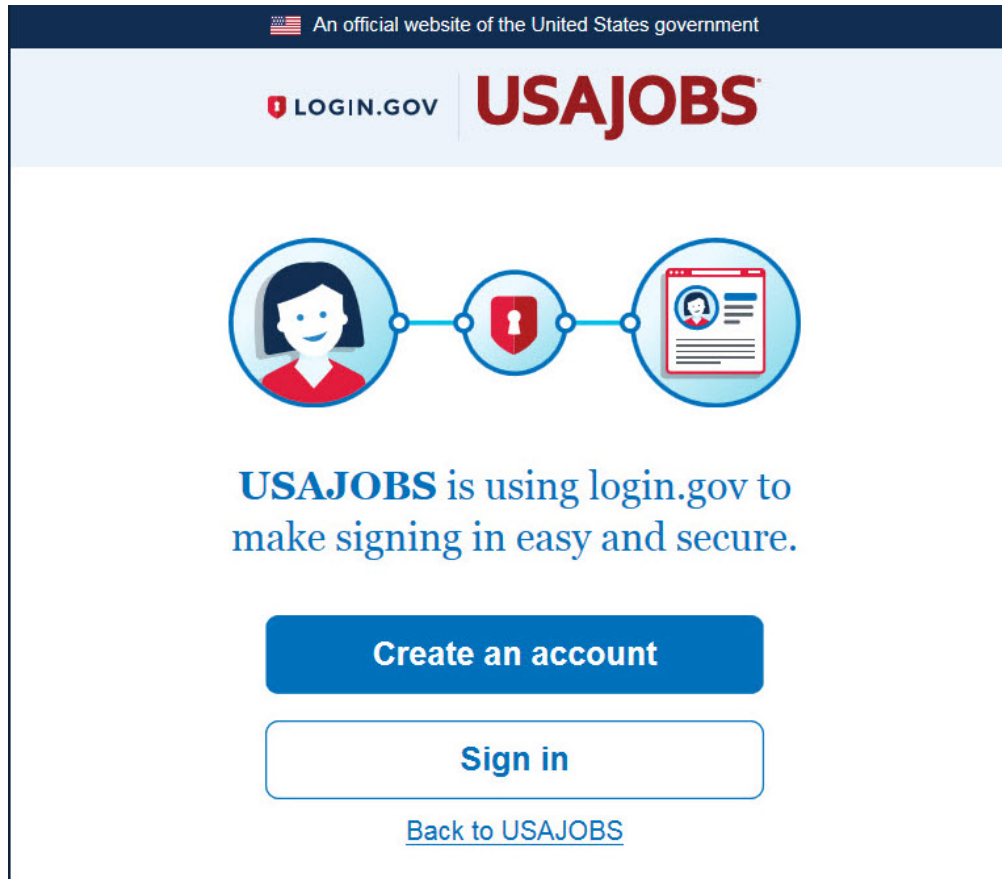 An official website of the United States government
LOGIN.GOV
USAJOBS
USAJOBS is using login.gov to
make signing in easy and secure.
Create an account
Sign in
Back to USAJOBS